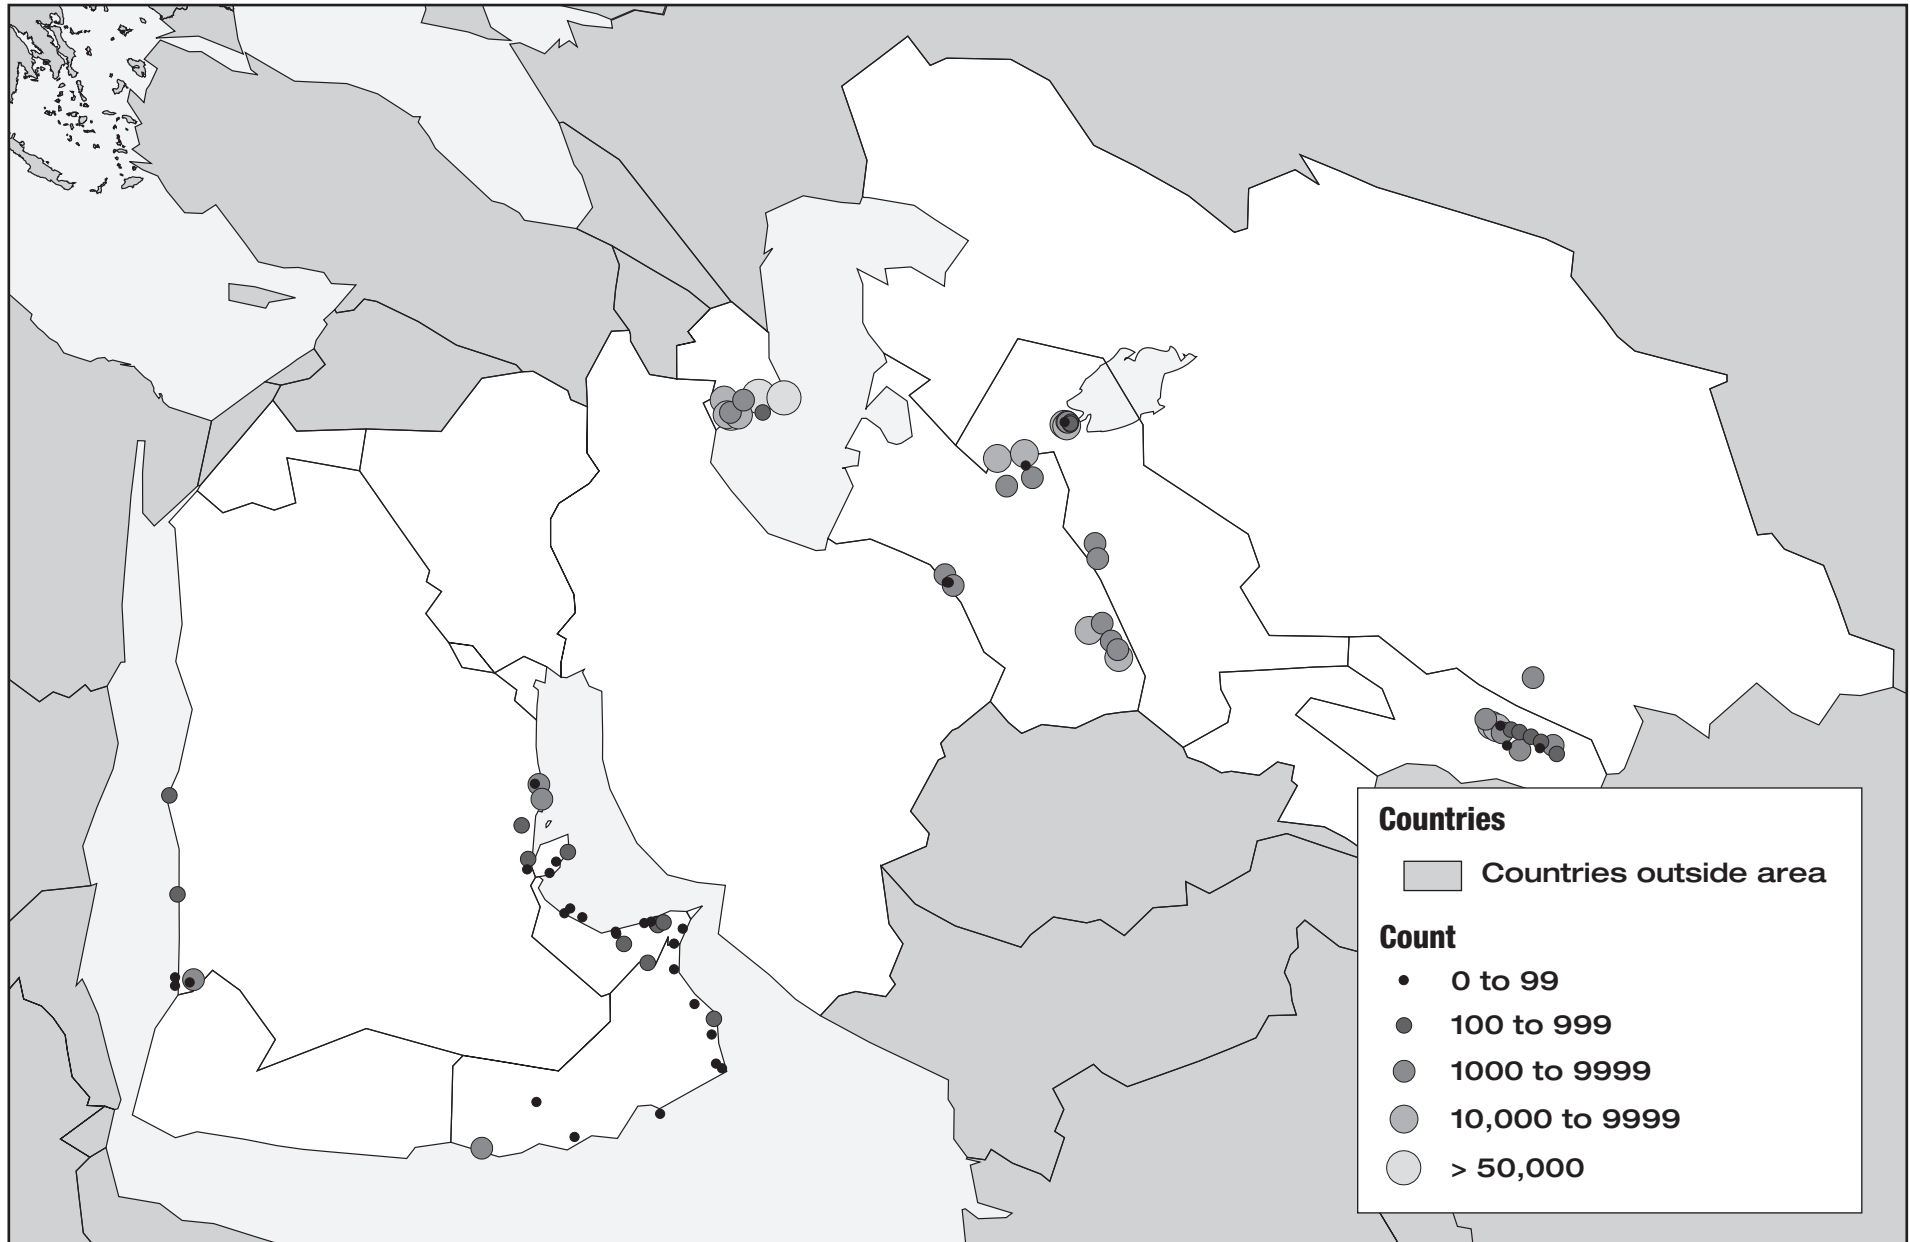 Countries
Countries outside area
Count
0 to 99
100 to 999
1000 to 9999
10,000 to 9999
> 50,000